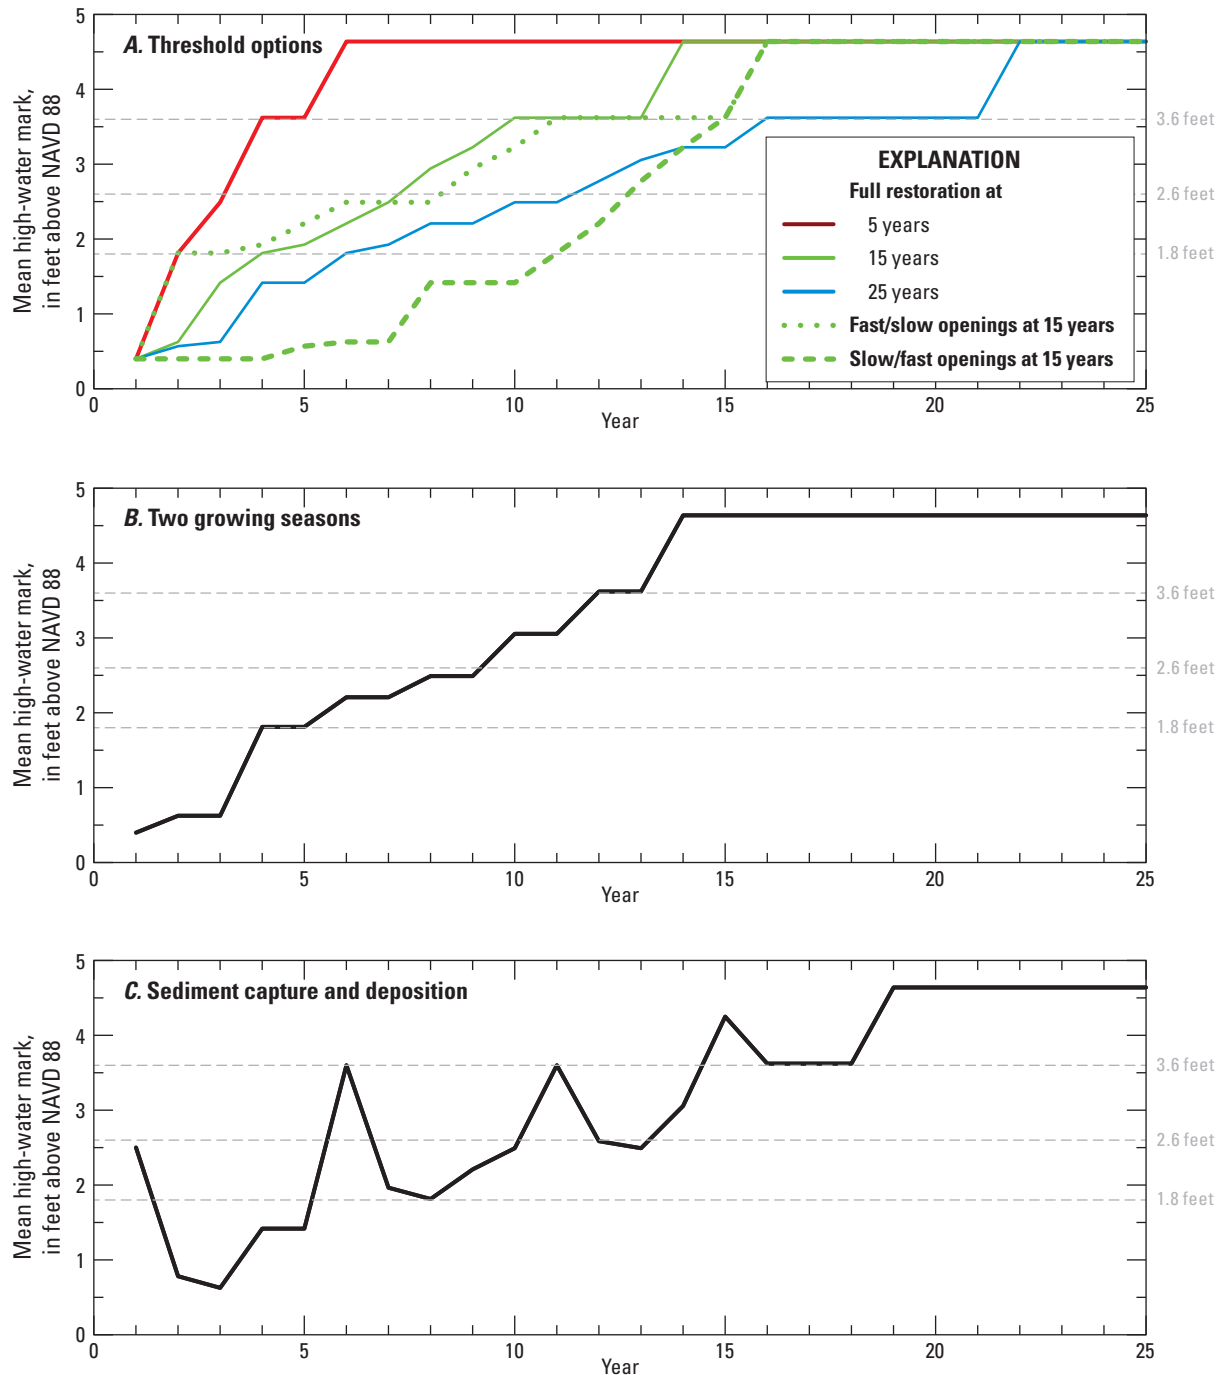 A. Threshold options
Mean high-water mark,
in feet above NAVD 88
5
4
3
2
1
0
3.6 feet
2.6 feet
1.8 feet
EXPLANATION
Full restoration at
5 years
15 years
25 years
Fast/slow openings at 15 years
Slow/fast openings at 15 years
0 5 10 15 20 25
Year
B. Two growing seasons
Mean high-water mark,
in feet above NAVD 88
5
4
3
2
1
0
3.6 feet
2.6 feet
1.8 feet
0 5 10 15 20 25
Year
C. Sediment capture and deposition
Mean high-water mark,
in feet above NAVD 88
5
4
3
2
1
0
3.6 feet
2.6 feet
1.8 feet
0 5 10 15 20 25
Year